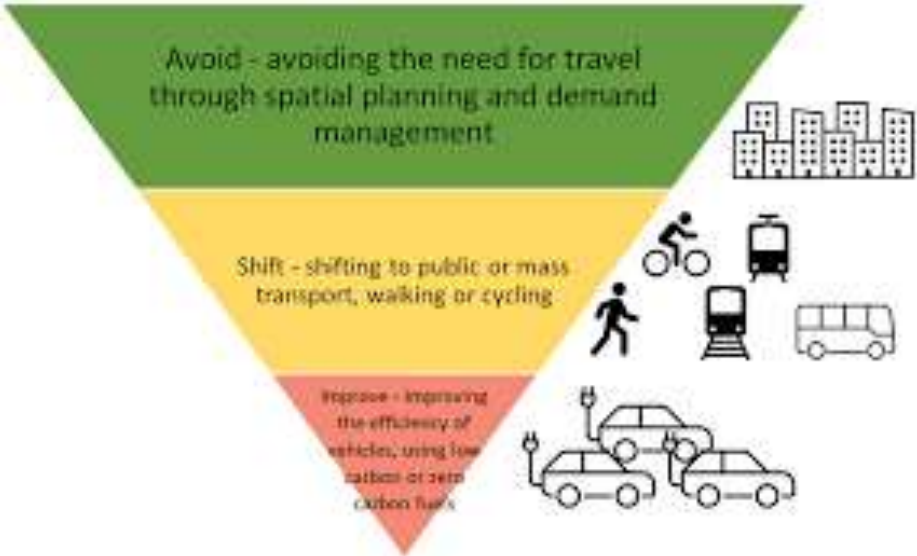 Avoid - avoiding the need for travel
through spatial planning and demand
management
Shift - shifting to public or mass
transport, walking or cycling
Improve - improving
the efficiency of
vehicles, using low
carbon or zero
carbon fuels